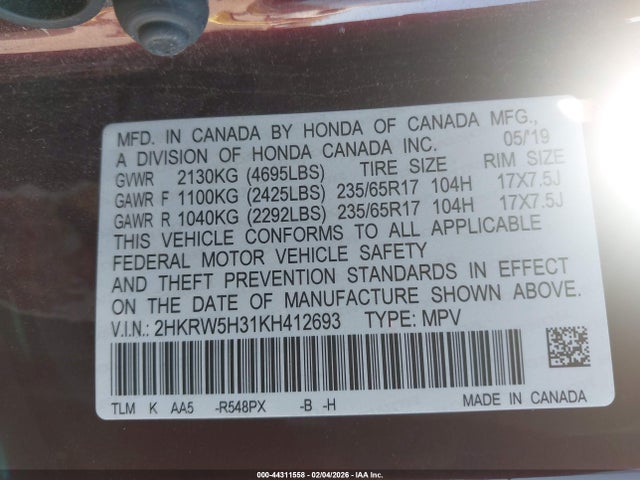 MFD. IN CANADA BY HONDA OF CANADA MFG.,
A DIVISION OF HONDA CANADA INC. 05/'19
GVWR 2130KG (4695LBS) TIRE SIZE RIM SIZE
GAWR F 1100KG (2425LBS) 235/65R17 104H 17X7.5J
GAWR R 1040KG (2292LBS) 235/65R17 104H 17X7.5J
THIS VEHICLE CONFORMS TO ALL APPLICABLE
FEDERAL MOTOR VEHICLE SAFETY
AND THEFT PREVENTION STANDARDS IN EFFECT
ON THE DATE OF MANUFACTURE SHOWN ABOVE.
V.I.N.: 2HKRW5H31KH412693 TYPE: MPV
TLM K AA5 -R548PX -B -H MADE IN CANADA
000-44311558 - 02/04/2026 - IAA Inc.